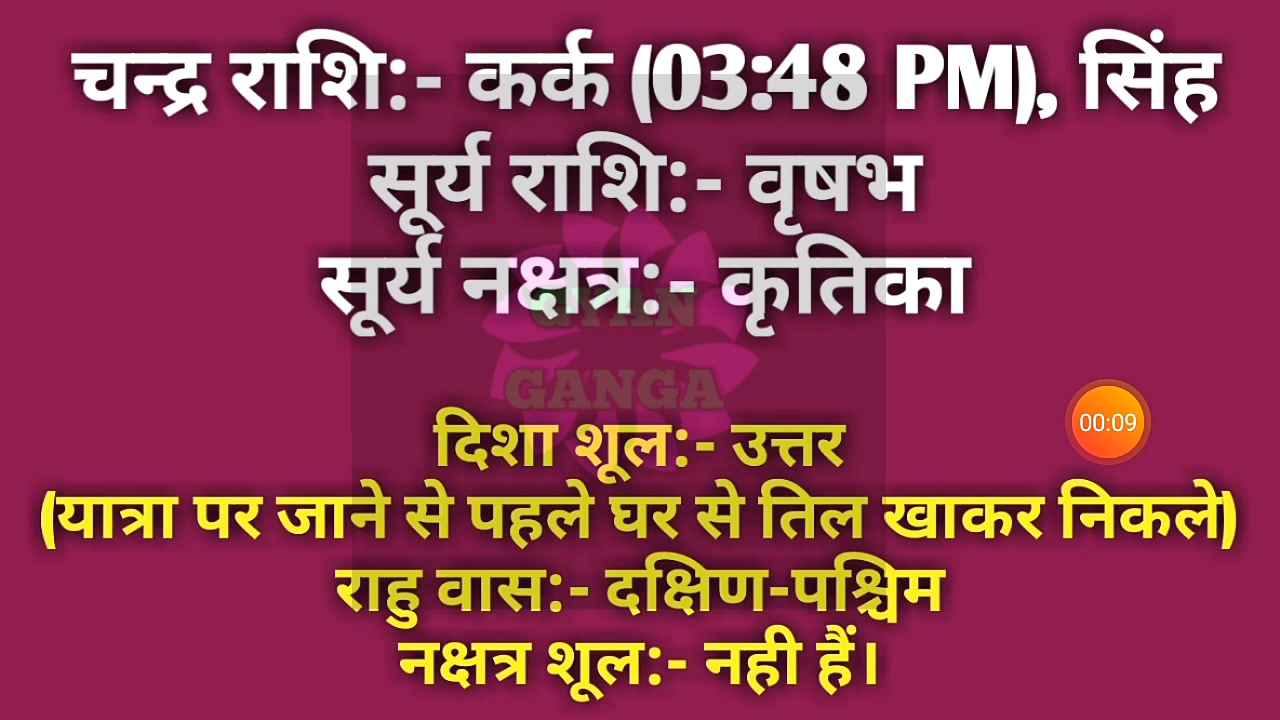 चन्द्र राशि:- कर्क (03:48 PM), सिंह
सूर्य राशि:- वृषभ
सूर्य नक्षत्र:- कृतिका
GYAN
GANGA
दिशा शूल:- उत्तर
00:09
(यात्रा पर जाने से पहले घर से तिल खाकर निकले)
राहु वास:- दक्षिण-पश्चिम
नक्षत्र शूल:- नही हैं।